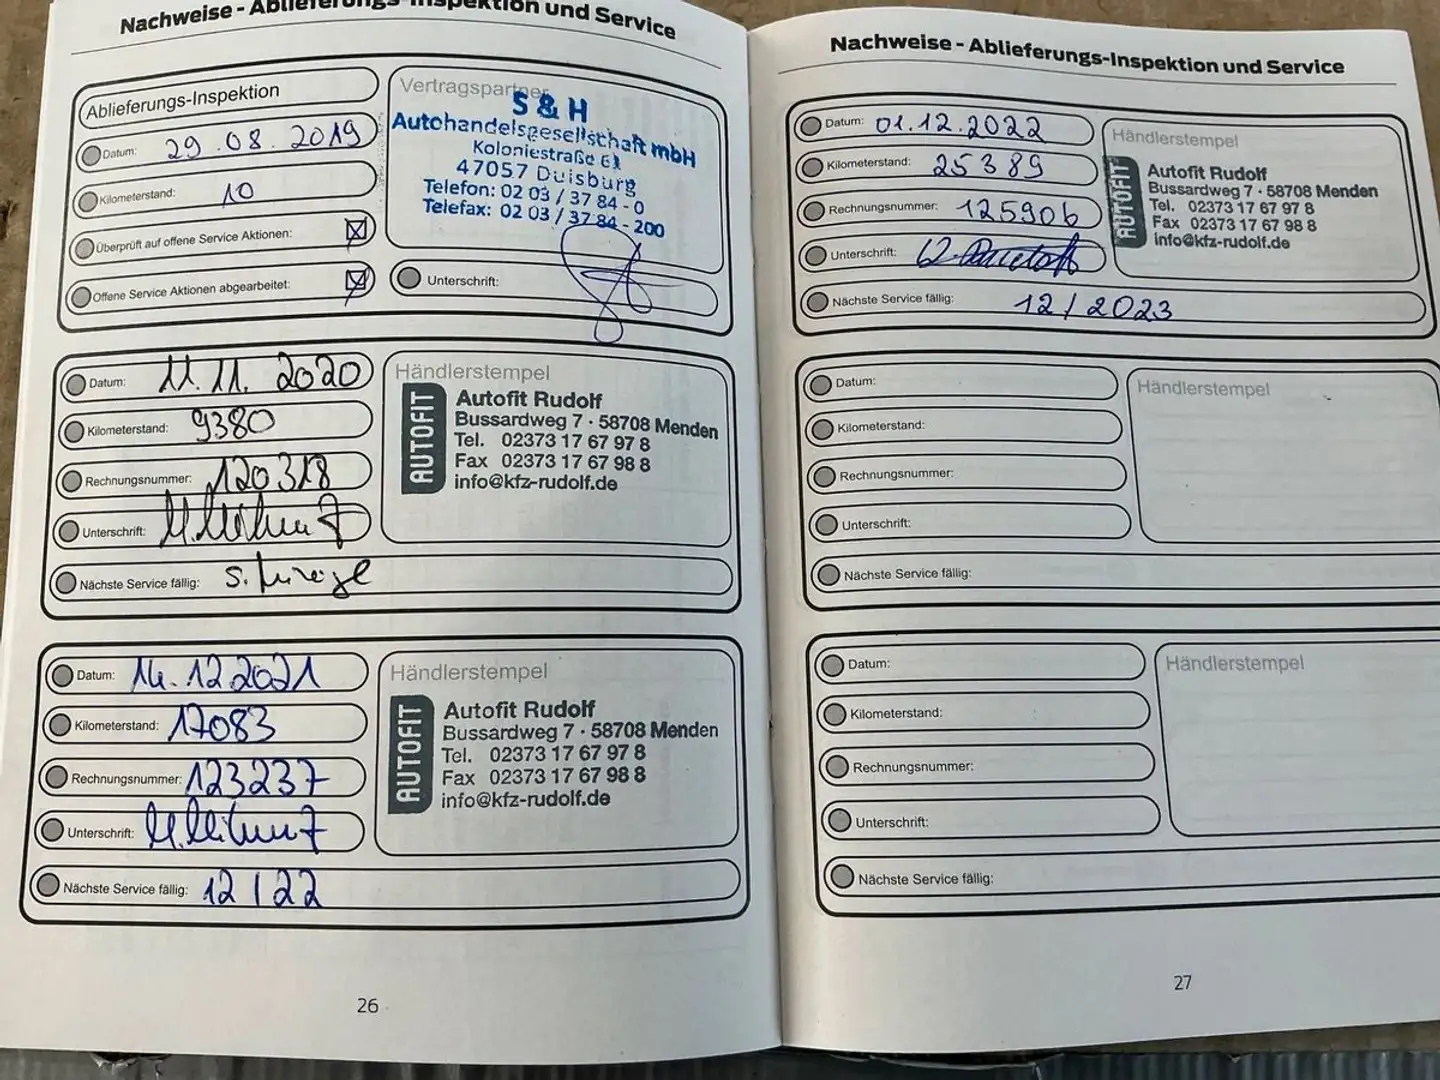 Nachweise - Ablieferungs-Inspektion und Service
Ablieferungs-Inspektion
Datum: 29.08.2019
Kilometerstand: 10
Überprüft auf offene Service Aktionen:
Offene Service Aktionen abgearbeitet:
Vertragspartner
S & H
Autohandelsgesellschaft mbH
Koloniestraße
47057 Duisburg
Telefon: 02 03 / 37 84 - 0
Telefax: 02 03 / 37 84 - 200
Unterschrift:
Datum: 11.11.2020
Kilometerstand: 9380
Rechnungsnummer: 120318
Unterschrift:
Nächste Service fällig:
Händlerstempel
AUTOFIT
Autofit Rudolf
Bussardweg 7 · 58708 Menden
Tel. 02373 17 67 97 8
Fax 02373 17 67 98 8
info@kfz-rudolf.de
Datum: 14.12.2021
Kilometerstand: 17083
Rechnungsnummer: 123237
Unterschrift:
Nächste Service fällig: 12/22
Händlerstempel
AUTOFIT
Autofit Rudolf
Bussardweg 7 · 58708 Menden
Tel. 02373 17 67 97 8
Fax 02373 17 67 98 8
info@kfz-rudolf.de
26
Nachweise - Ablieferungs-Inspektion und Service
Datum: 01.12.2022
Kilometerstand: 25389
Rechnungsnummer: 125906
Unterschrift:
Nächste Service fällig: 12/2023
Händlerstempel
AUTOFIT
Autofit Rudolf
Bussardweg 7 · 58708 Menden
Tel. 02373 17 67 97 8
Fax 02373 17 67 98 8
info@kfz-rudolf.de
Datum:
Kilometerstand:
Rechnungsnummer:
Unterschrift:
Nächste Service fällig:
Händlerstempel
Datum:
Kilometerstand:
Rechnungsnummer:
Unterschrift:
Nächste Service fällig:
Händlerstempel
27